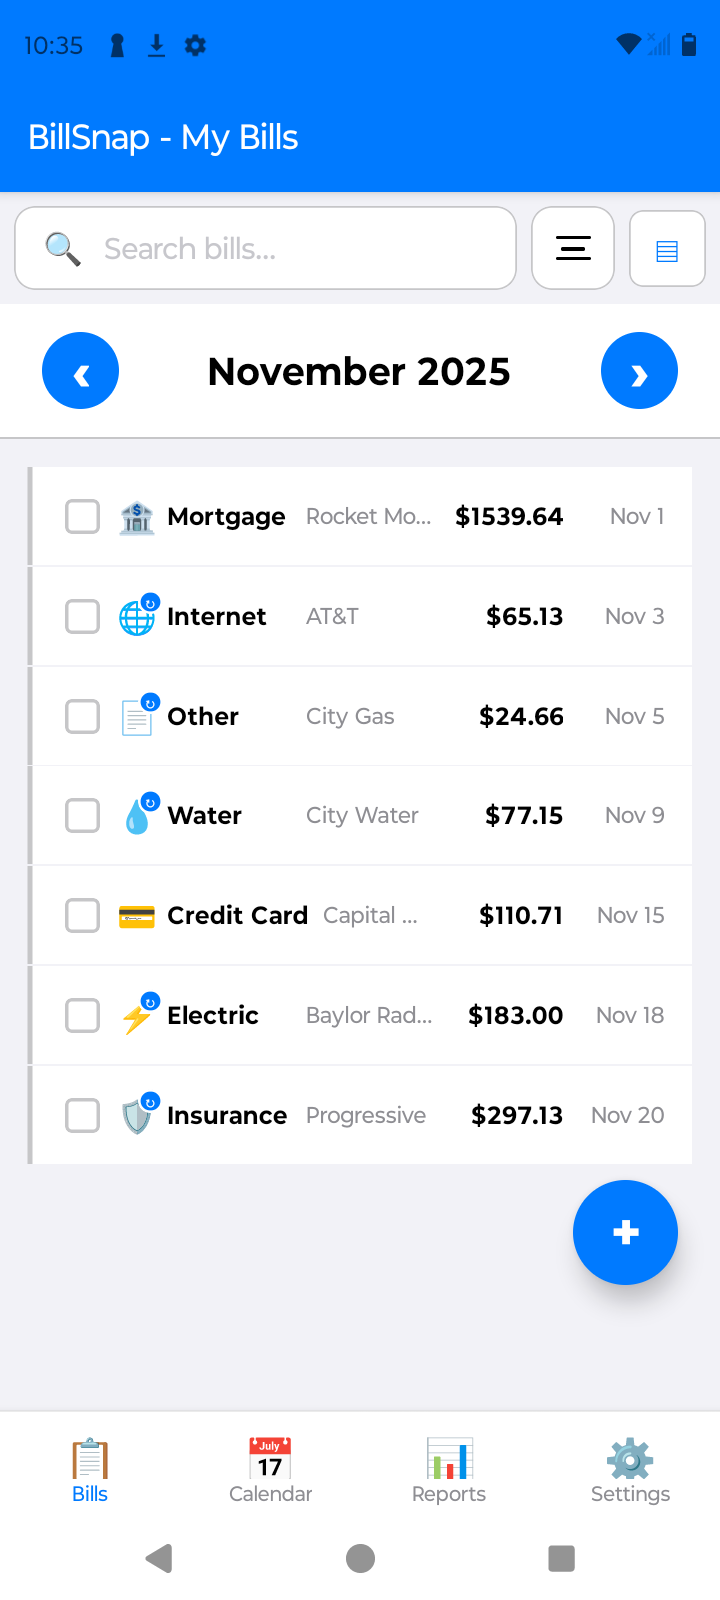 10:35
BillSnap - My Bills
Search bills...
November 2025
Mortgage Rocket Mo... $1539.64 Nov 1
Internet AT&T $65.13 Nov 3
Other City Gas $24.66 Nov 5
Water City Water $77.15 Nov 9
Credit Card Capital ... $110.71 Nov 15
Electric Baylor Rad... $183.00 Nov 18
Insurance Progressive $297.13 Nov 20
July
17
Bills Calendar Reports Settings